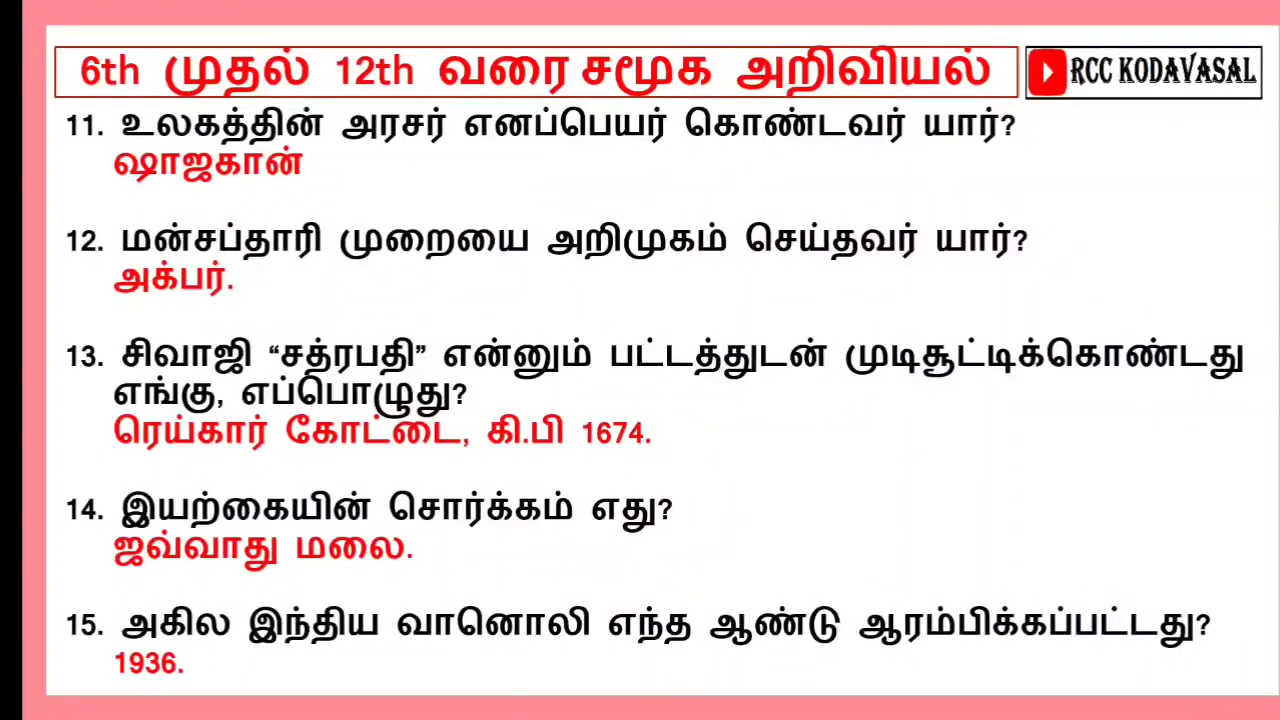 6th முதல் 12th வரை சமூக அறிவியல்
RCC KODAVASAL
11. உலகத்தின் அரசர் எனப்பெயர் கொண்டவர் யார்?
ஷாஜகான்
12. மன்சப்தாரி முறையை அறிமுகம் செய்தவர் யார்?
அக்பர்.
13. சிவாஜி “சத்ரபதி” என்னும் பட்டத்துடன் முடிசூட்டிக்கொண்டது
எங்கு, எப்பொழுது?
ரெய்கார் கோட்டை, கி.பி 1674.
14. இயற்கையின் சொர்க்கம் எது?
ஜவ்வாது மலை.
15. அகில இந்திய வானொலி எந்த ஆண்டு ஆரம்பிக்கப்பட்டது?
1936.